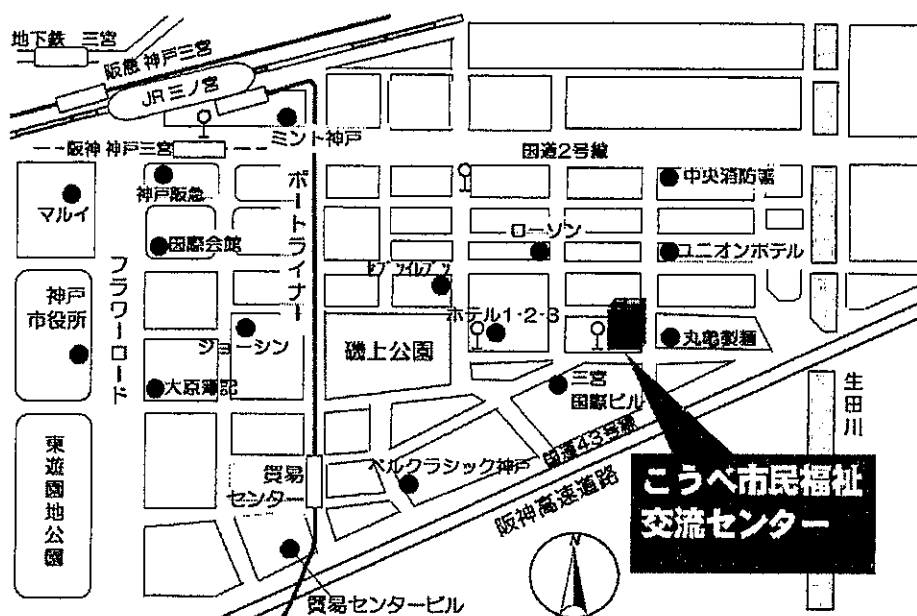 地下鉄 三宮
阪急 神戸三宮
JR 三ノ宮
ミント神戸
阪神 神戸三宮
国道2号線
神戸阪急
マルイ
ポートライナー
中央消防署
国際会館
ローソン
ユニオンホテル
セブンイレブン
フラワーロード
神戸
市役所
ジョーシン
磯上公園
ホテル1・2・3
丸亀製麺
大原簿記
三宮
国際ビル
生田川
国道43号線
東遊園地公園
貿易
センター
ベルクラシック神戸
阪神高速道路
こうべ市民福祉
交流センター
N
貿易センタービル